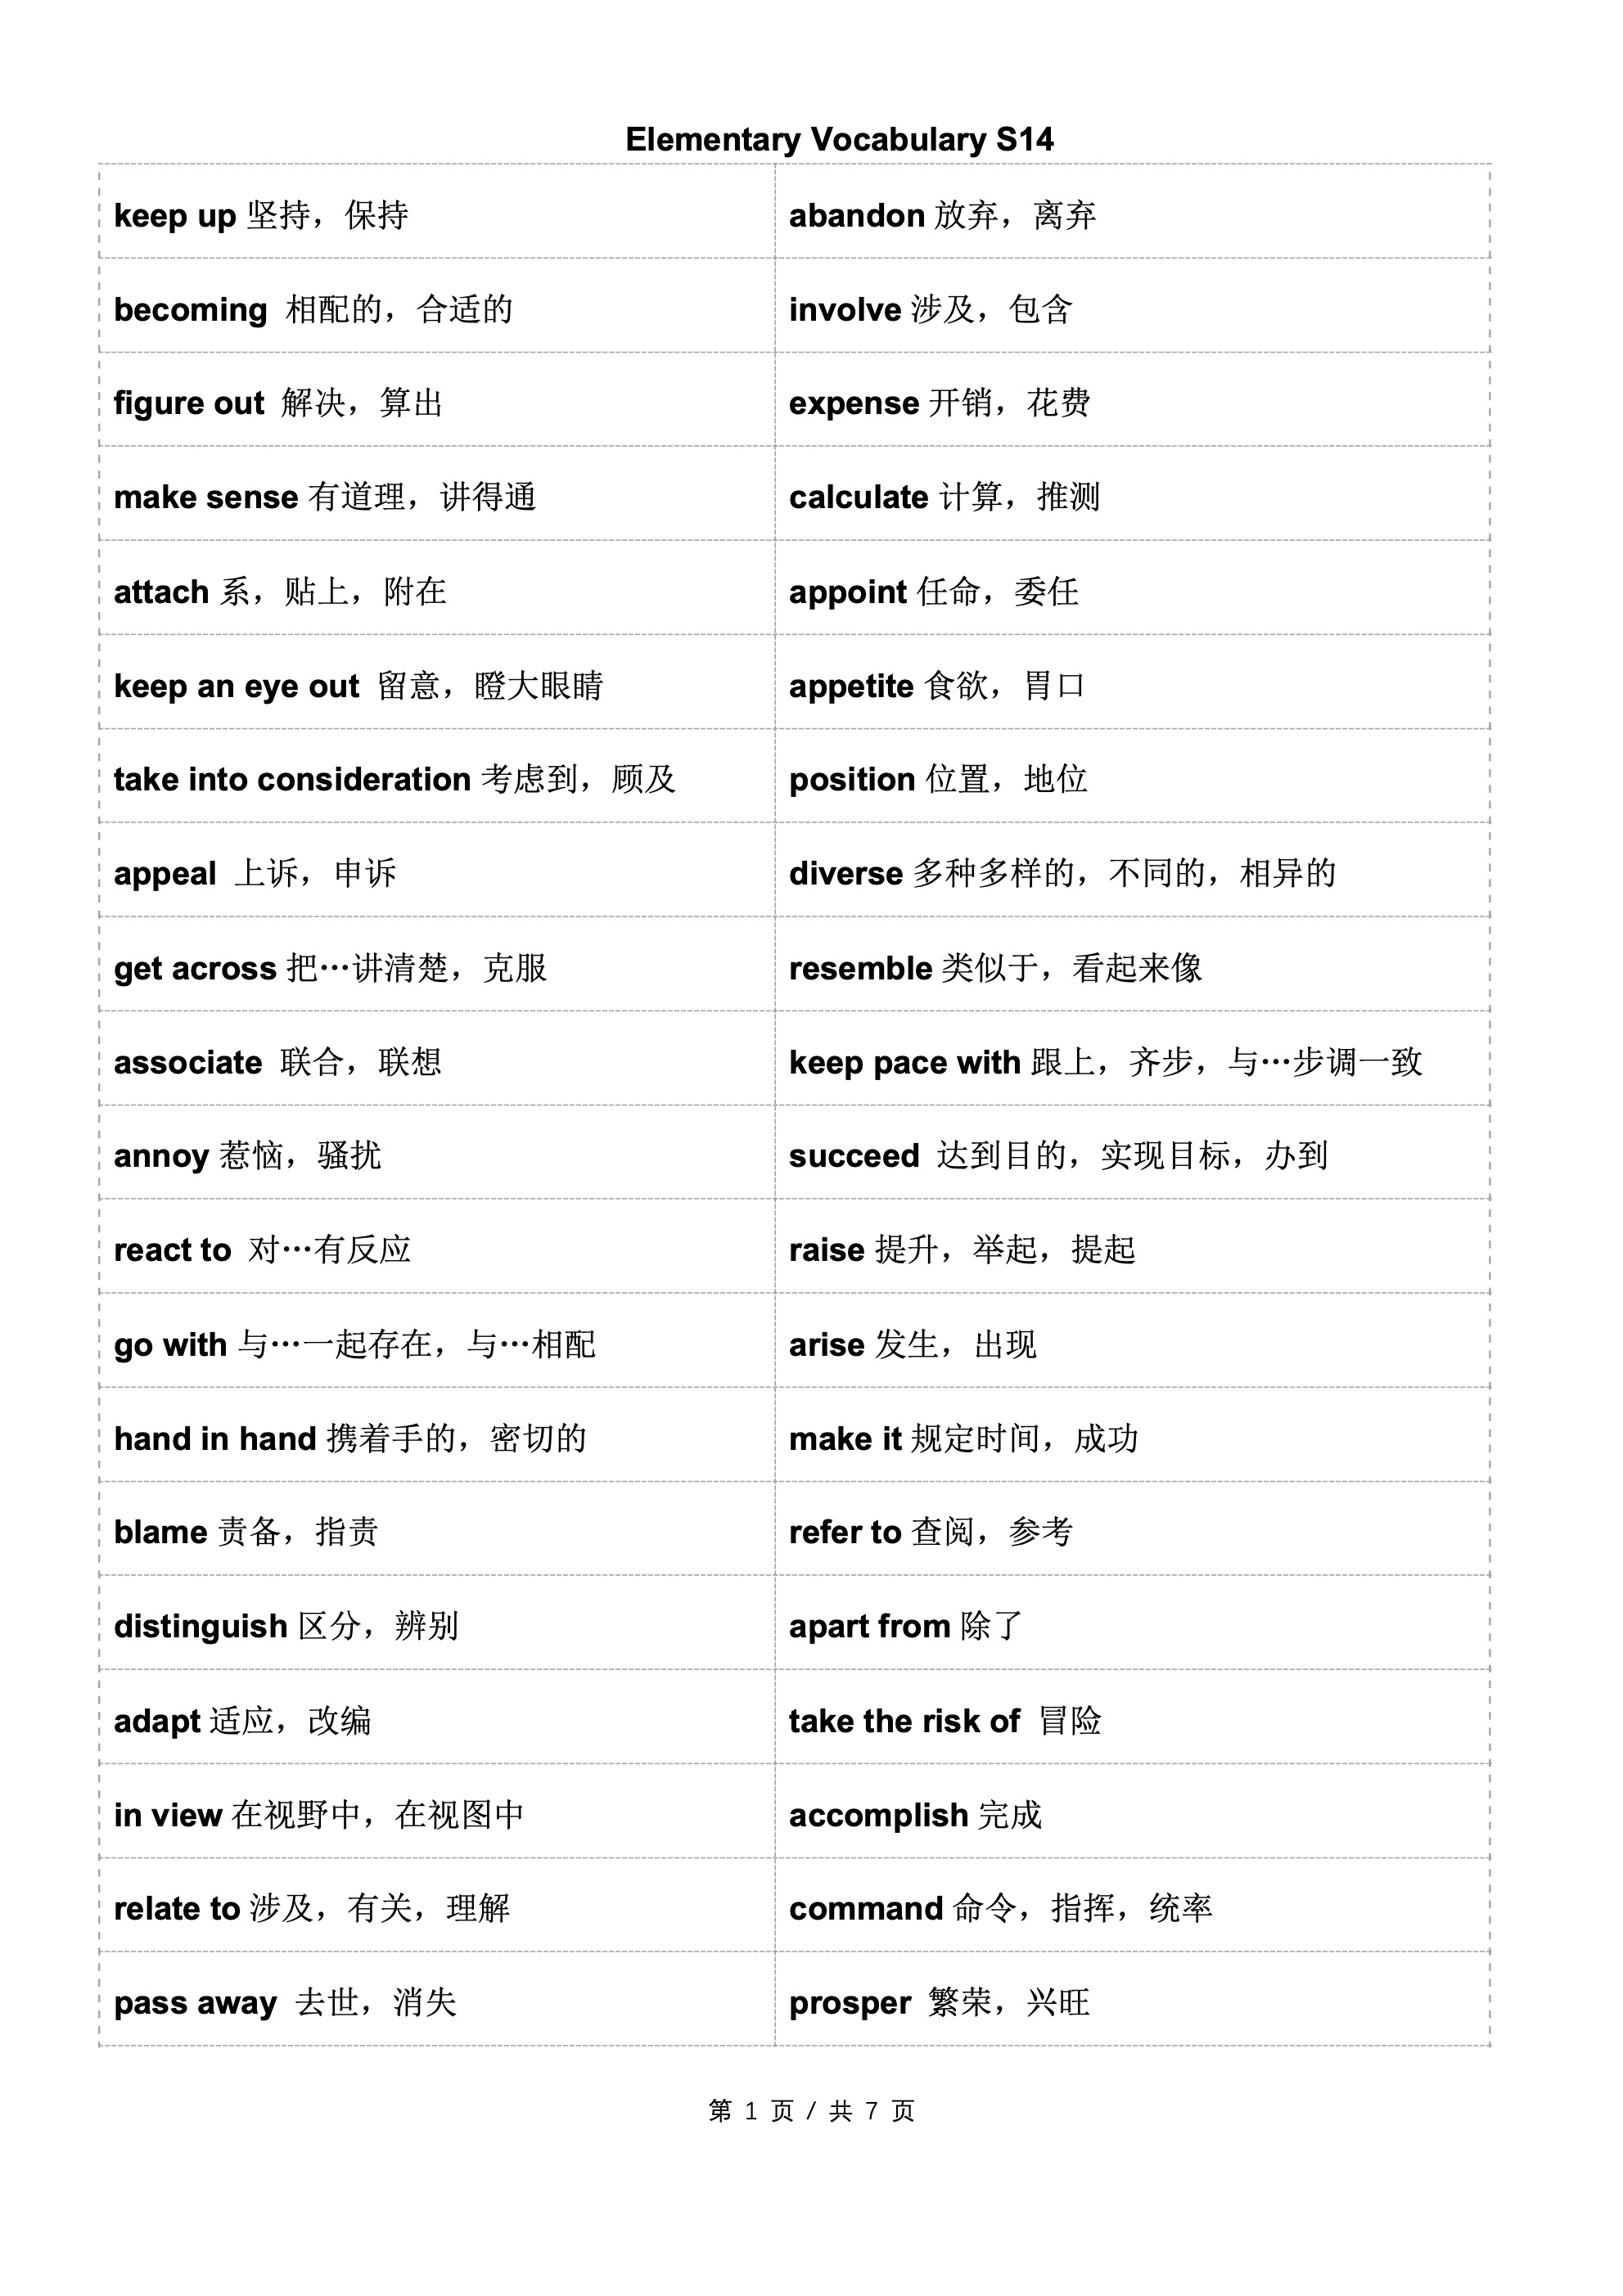 Elementary Vocabulary S14
keep up 坚持，保持
abandon 放弃，离弃
becoming 相配的，合适的
involve 涉及，包含
figure out 解决，算出
expense 开销，花费
make sense 有道理，讲得通
calculate 计算，推测
attach 系，贴上，附在
appoint 任命，委任
keep an eye out 留意，瞪大眼睛
appetite 食欲，胃口
take into consideration 考虑到，顾及
position 位置，地位
appeal 上诉，申诉
diverse 多种多样的，不同的，相异的
get across 把…讲清楚，克服
resemble 类似于，看起来像
associate 联合，联想
keep pace with 跟上，齐步，与…步调一致
annoy 惹恼，骚扰
succeed 达到目的，实现目标，办到
react to 对…有反应
raise 提升，举起，提起
go with 与…一起存在，与…相配
arise 发生，出现
hand in hand 携着手的，密切的
make it 规定时间，成功
blame 责备，指责
refer to 查阅，参考
distinguish 区分，辨别
apart from 除了
adapt 适应，改编
take the risk of 冒险
in view 在视野中，在视图中
accomplish 完成
relate to 涉及，有关，理解
command 命令，指挥，统率
pass away 去世，消失
prosper 繁荣，兴旺
第 1 页 / 共 7 页